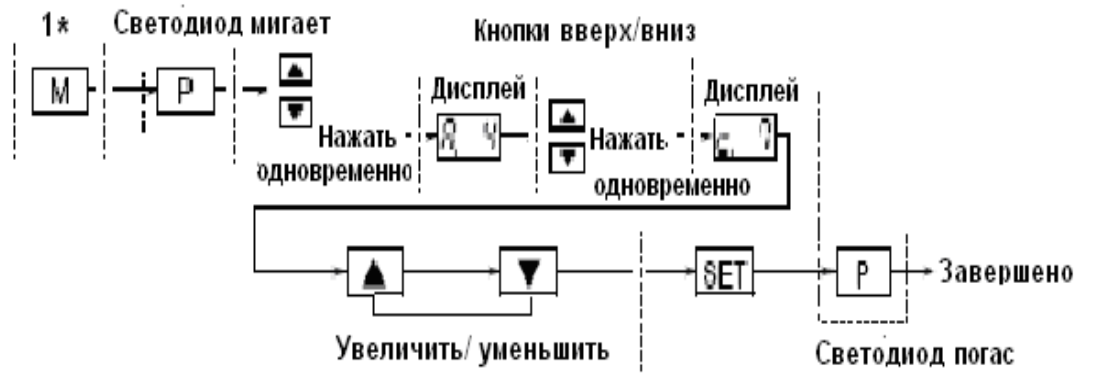 1* Светодиод мигает
Кнопки вверх/вниз
M P
Дисплей
Дисплей
Нажать
одновременно
Нажать
одновременно
SET P Завершено
Увеличить/ уменьшить
Светодиод погас